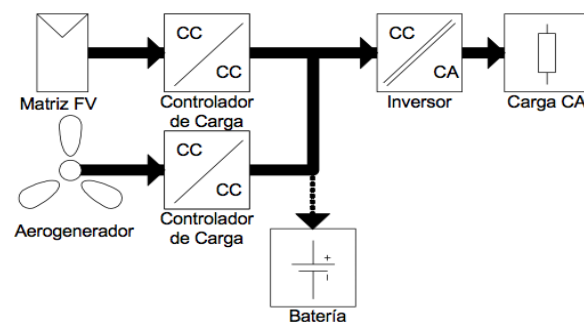 CC
CC
CC
CA
Matriz FV
Controlador
de Carga
Inversor
Carga CA
CC
CC
Aerogenerador
Controlador
de Carga
+
-
Batería